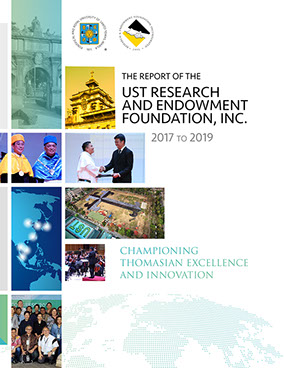 THE REPORT OF THE
UST RESEARCH
AND ENDOWMENT
FOUNDATION, INC.
2017 TO 2019
CHAMPIONING
THOMASIAN EXCELLENCE
AND INNOVATION